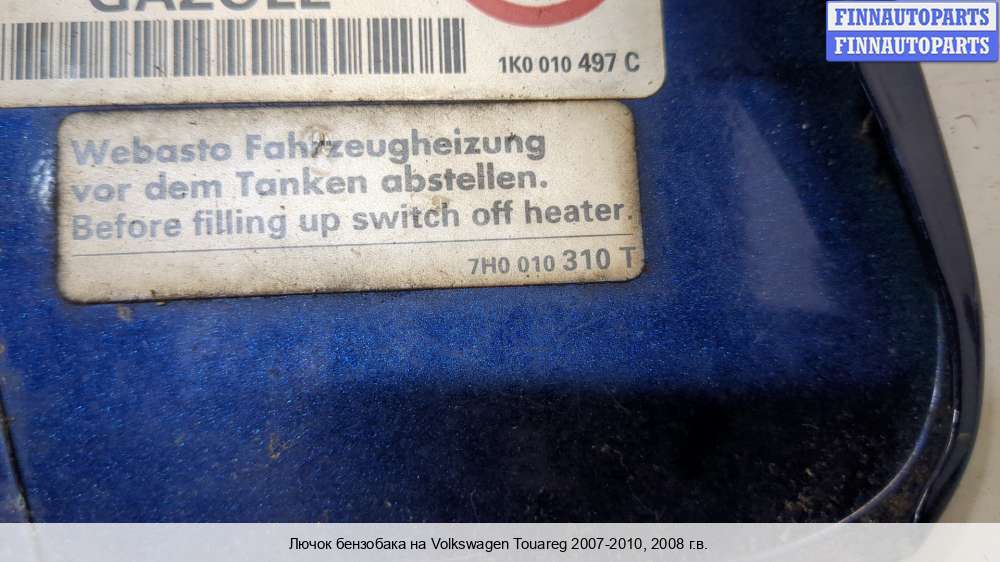 GAZOLE
FINNAUTOPARTS
FINNAUTOPARTS
1K0 010 497 C
Webasto Fahrzeugheizung
vor dem Tanken abstellen.
Before filling up switch off heater.
7H0 010 310 T
Лючок бензобака на Volkswagen Touareg 2007-2010, 2008 г.в.